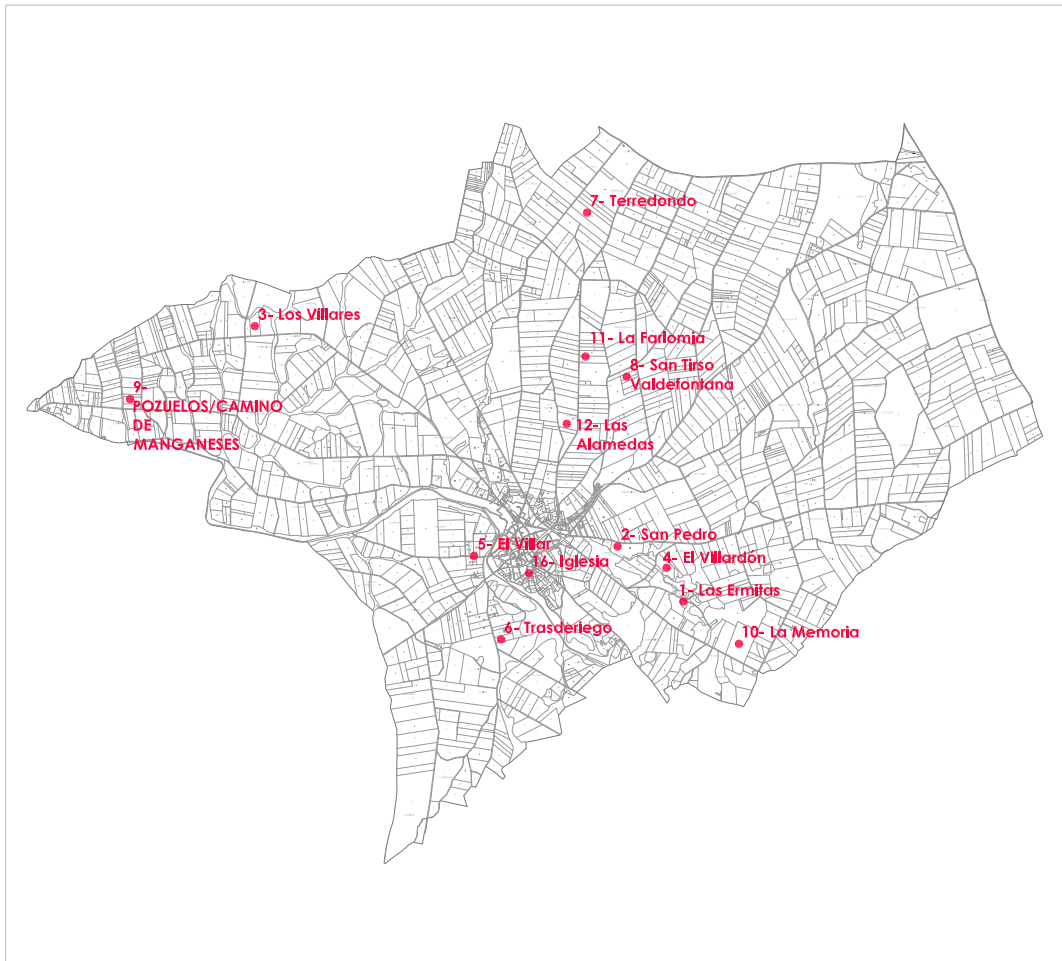 7- Terredondo
3- Los Villares
11- La Farlomia
8- San Tirso
Valdefontana
9-
POZUELOS/CAMINO
DE
MANGANESES
12- Las
Alamedas
2- San Pedro
5- El Villar
4- El Villardón
16- Iglesia
1- Las Ermitas
6- Trasderiego
10- La Memoria